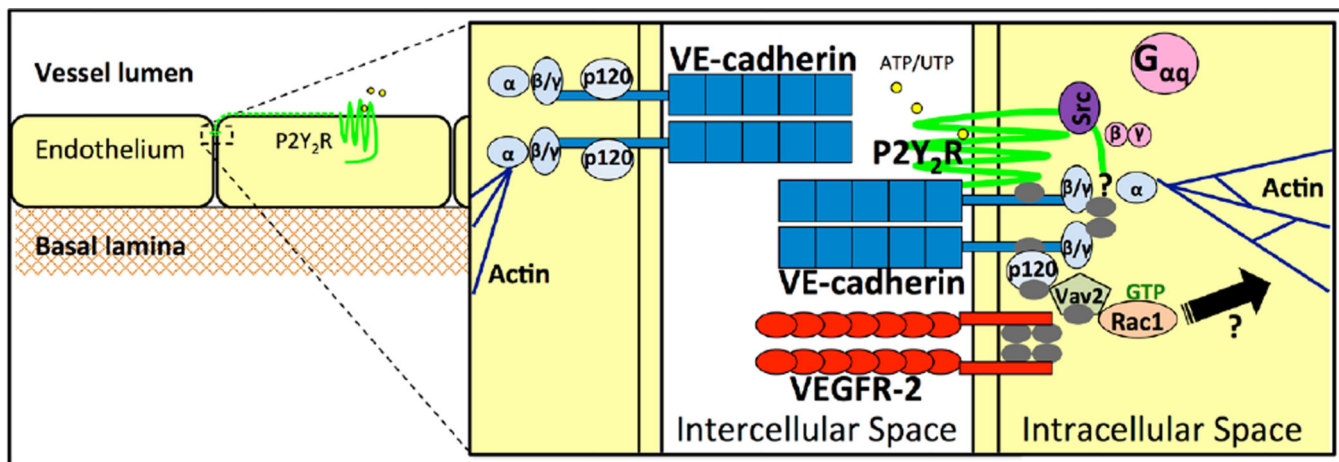 Vessel lumen
Endothelium
P2Y₂R
Basal lamina
α
β/γ
p120
α
β/γ
p120
Actin
VE-cadherin
ATP/UTP
P2Y₂R
Src
Gαq
β
γ
?
β/γ
α
Actin
β/γ
p120
VE-cadherin
Vav2
GTP
Rac1
?
VEGFR-2
Intercellular Space
Intracellular Space